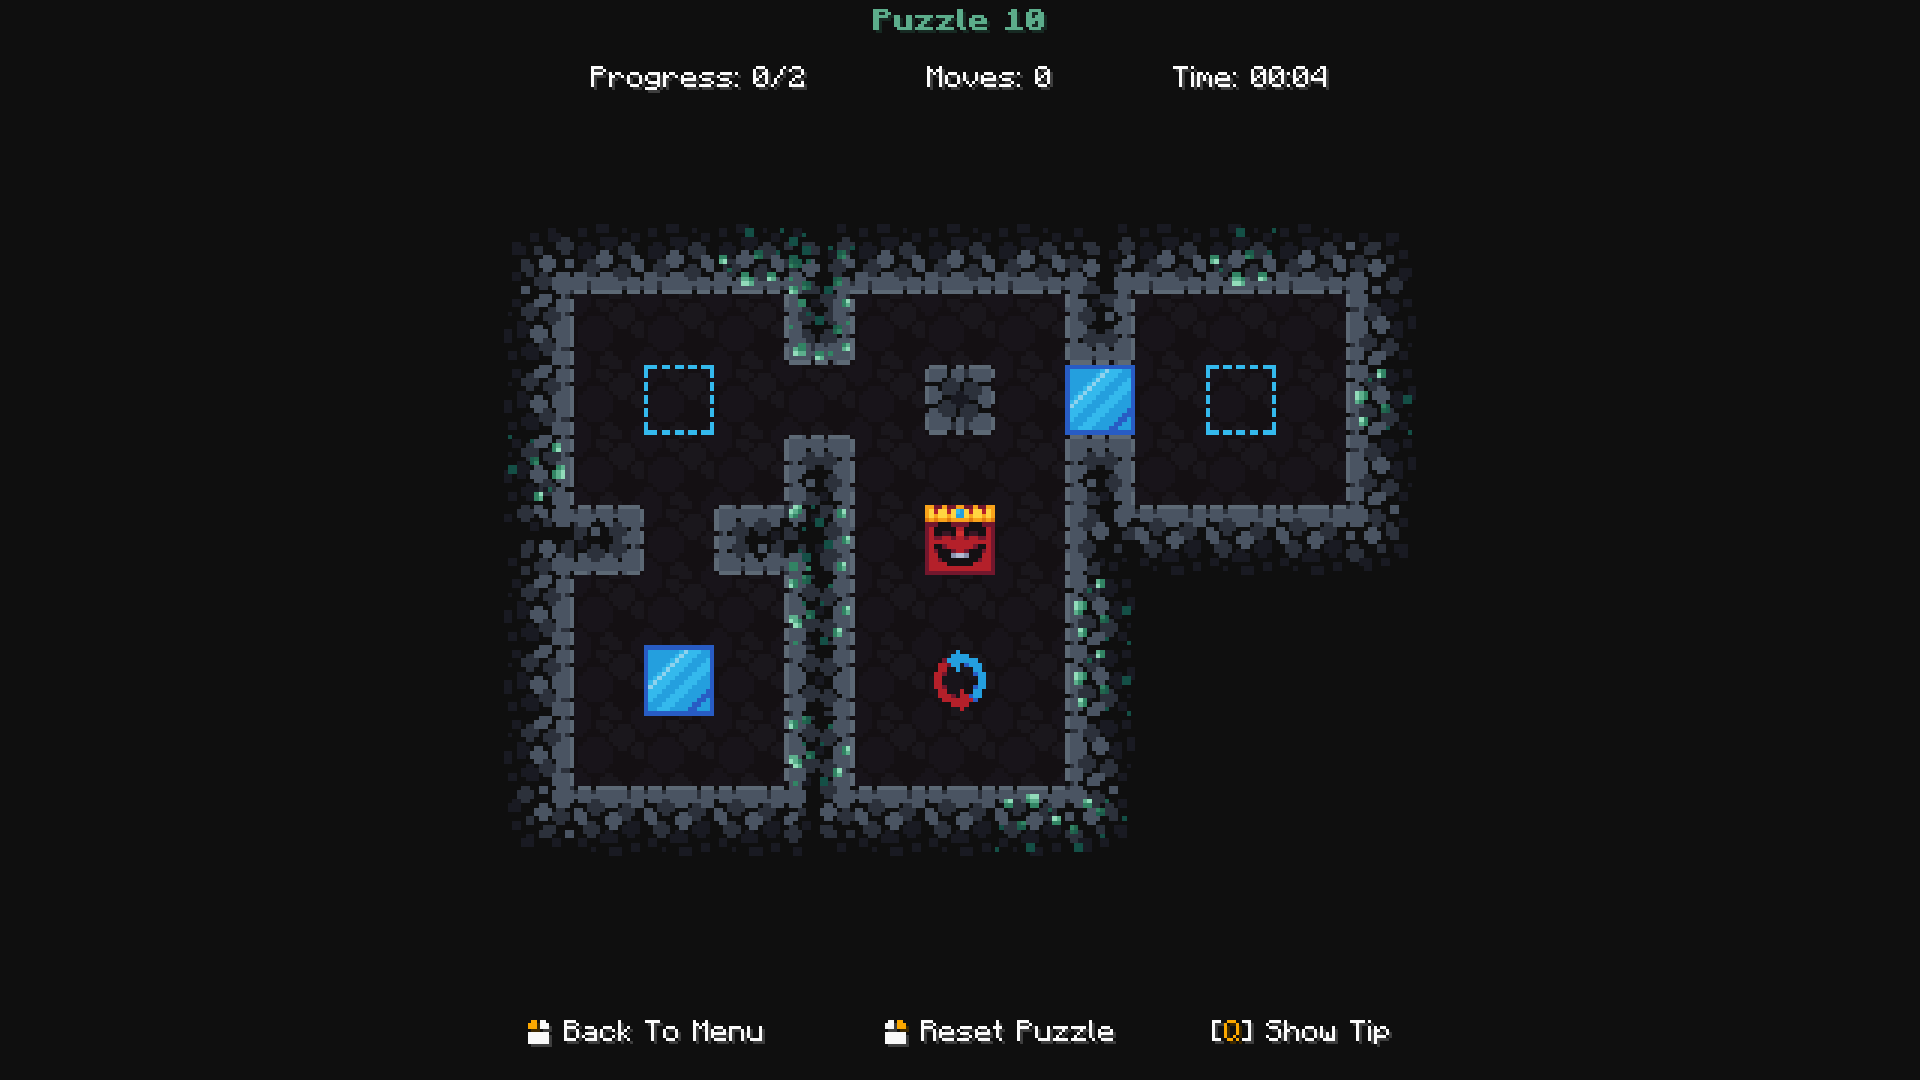 Puzzle 10
Progress: 0/2 Moves: 0 Time: 00:04
Back To Menu Reset Puzzle [Q] Show Tip